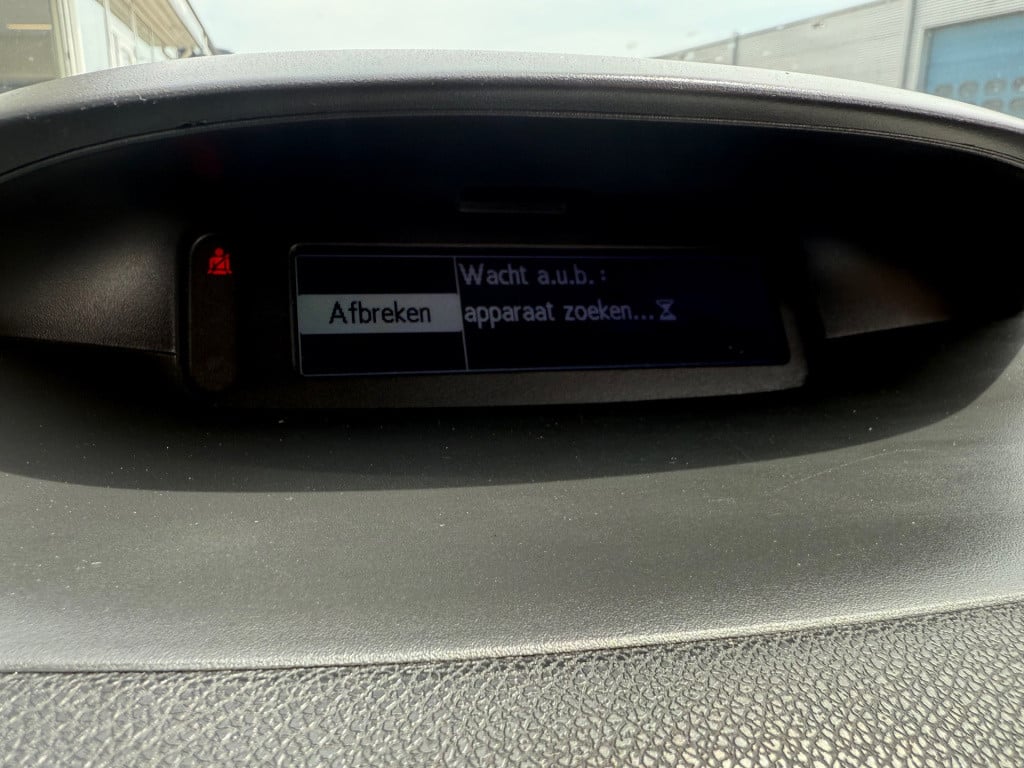 Afbreken
Wacht a.u.b. :
apparaat zoeken...